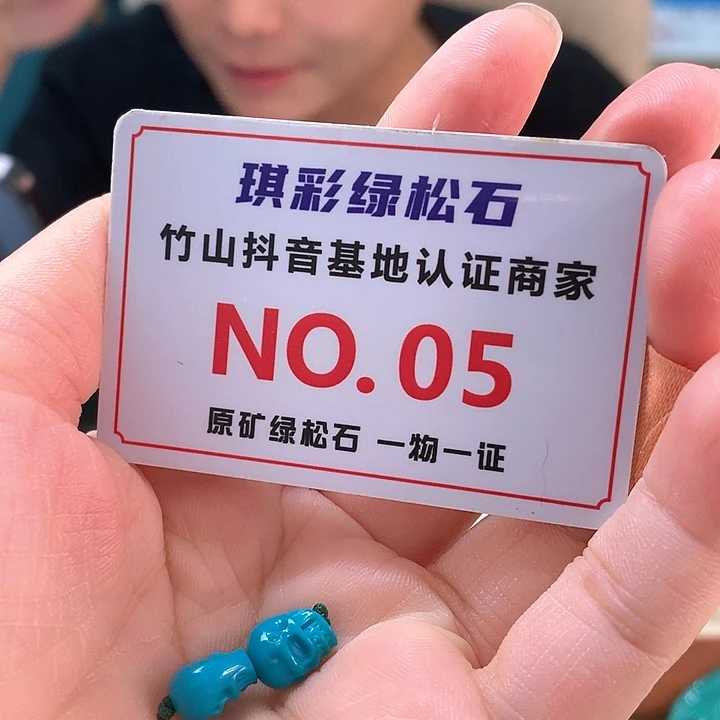 琪彩绿松石
竹山抖音基地认证商家
NO. 05
原矿绿松石 一物一证